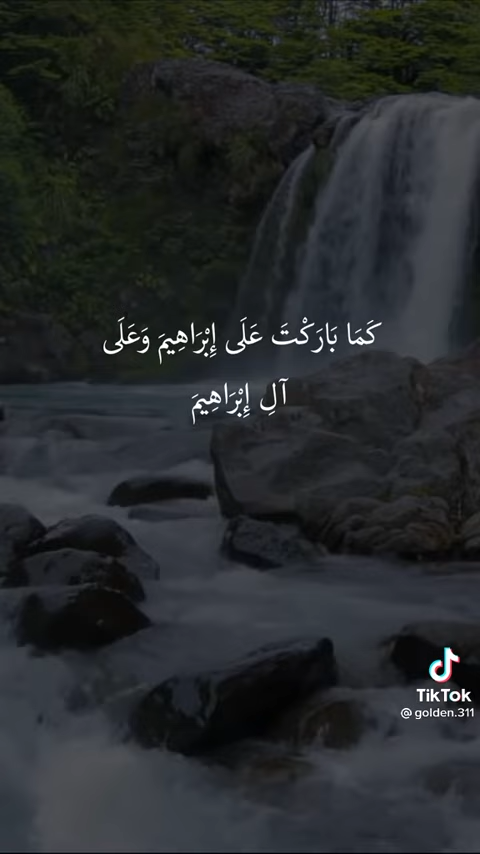 كَمَا بَارَكْتَ عَلَى إِبْرَاهِيمَ وَعَلَى
آلِ إِبْرَاهِيمَ
TikTok
@golden.311